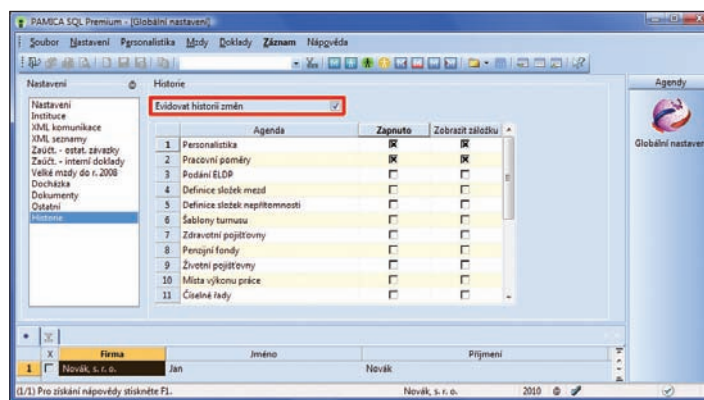 PAMICA SQL Premium - [Globální nastavení]
Soubor Nastavení Personalistika Mzdy Doklady Záznam Nápověda
Nastavení
Nastavení
Instituce
XML komunikace
XML seznamy
Zaúčt. - ostat. závazky
Zaúčt. - interní doklady
Velké mzdy do r. 2008
Docházka
Dokumenty
Ostatní
Historie
Historie
Evidovat historii změn
Agenda Zapnuto Zobrazit záložku
1 Personalistika
2 Pracovní poměry
3 Podání ELDP
4 Definice složek mezd
5 Definice složek nepřítomnosti
6 Šablony turnusu
7 Zdravotní pojišťovny
8 Penzijní fondy
9 Životní pojišťovny
10 Místa výkonu práce
11 Číselné řady
Agendy
Globální nastaven
X Firma Jméno Příjmení
1 Novák, s. r. o. Jan Novák
(1/1) Pro získání nápovědy stiskněte F1. Novák, s. r. o. 2010